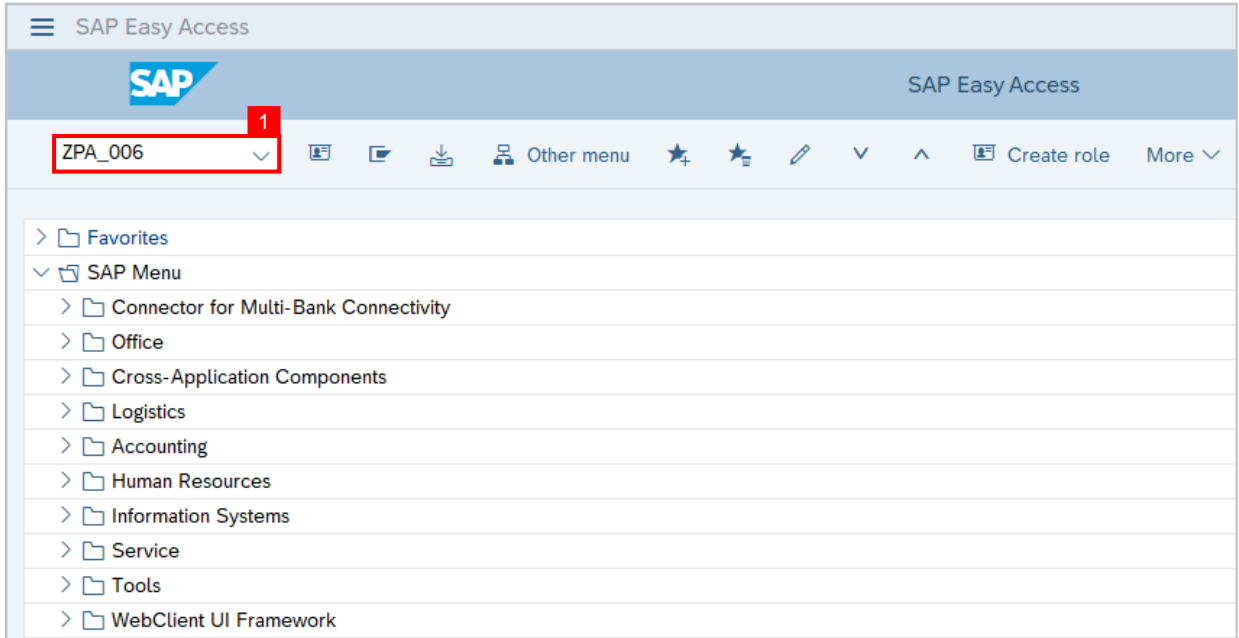 SAP Easy Access
SAP
SAP Easy Access
1
ZPA_006
Other menu
Create role
More
Favorites
SAP Menu
Connector for Multi-Bank Connectivity
Office
Cross-Application Components
Logistics
Accounting
Human Resources
Information Systems
Service
Tools
WebClient UI Framework